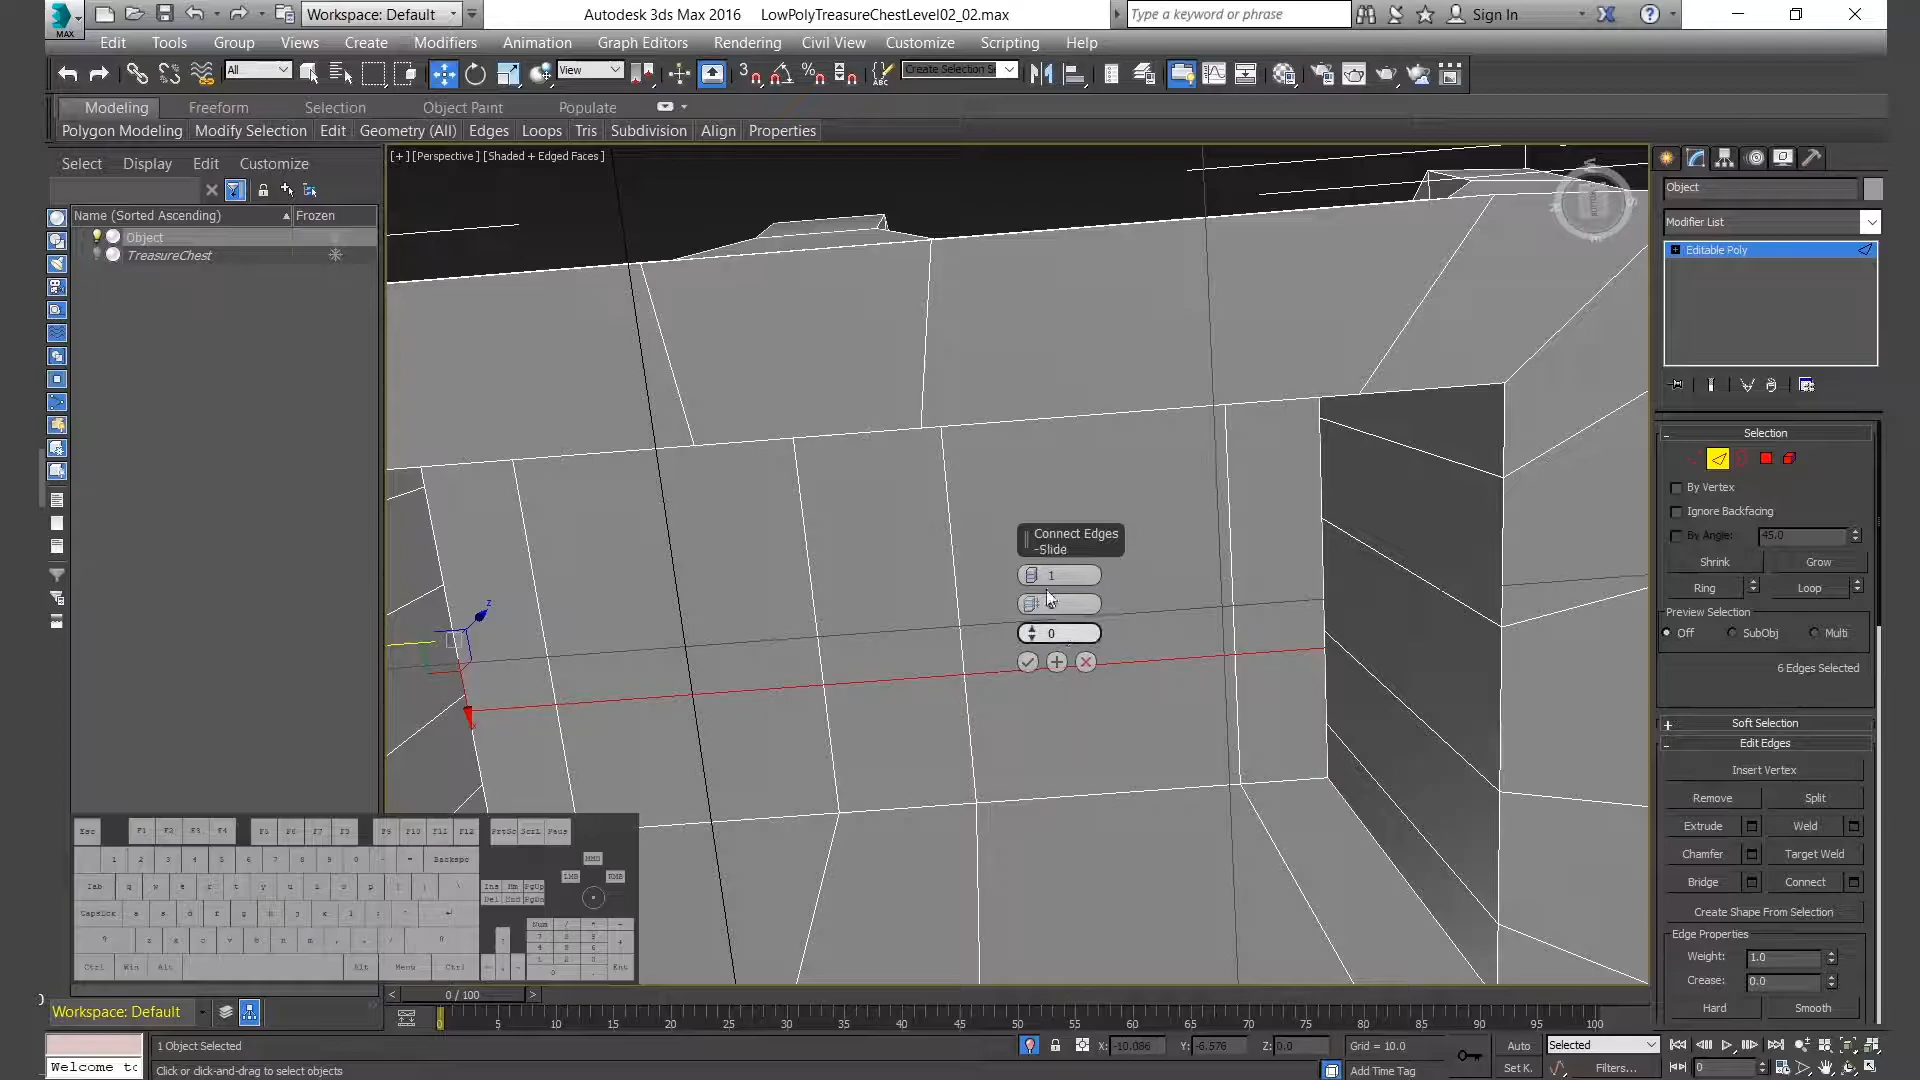 MAX
Workspace: Default
Autodesk 3ds Max 2016 LowPolyTreasureChestLevel02_02.max
Type a keyword or phrase
Sign In
Edit Tools Group Views Create Modifiers Animation Graph Editors Rendering Civil View Customize Scripting Help
All
View
Modeling Freeform Selection Object Paint Populate
Polygon Modeling Modify Selection Edit Geometry (All) Edges Loops Tris Subdivision Align Properties
Select Display Edit Customize
Name (Sorted Ascending) Frozen
Object
TreasureChest
[+] [Perspective] [Shaded + Edged Faces]
Connect Edges
-Slide
1
0
Object
Modifier List
Editable Poly
Selection
By Vertex
Ignore Backfacing
By Angle: 45.0
Shrink Grow
Ring Loop
Preview Selection
Off SubObj Multi
6 Edges Selected
Soft Selection
Edit Edges
Insert Vertex
Remove Split
Extrude Weld
Chamfer Target Weld
Bridge Connect
Create Shape From Selection
Edge Properties
Weight: 1.0
Crease: 0.0
Hard Smooth
0 / 100
Workspace: Default
0 5 10 15 20 25 30 35 40 45 50 55 60 65 70 75 80 85 90 95 100
1 Object Selected
X: -10.086 Y: -6.576 Z: 0.0 Grid = 10.0
Auto Selected
Welcome to
Click or click-and-drag to select objects
Add Time Tag
Set K. Filters...
0